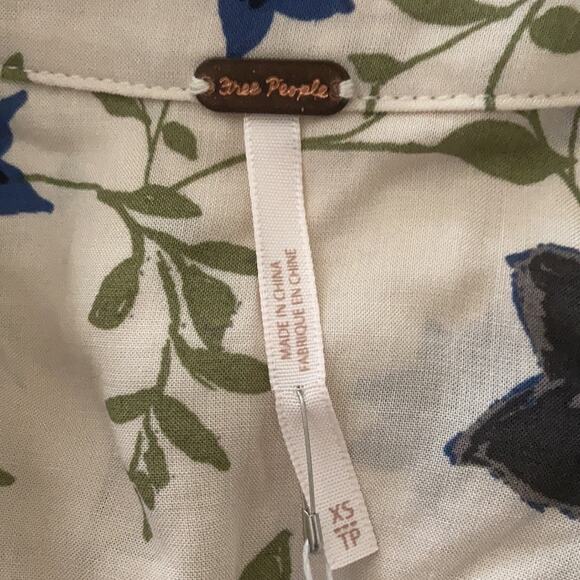 Free People
MADE IN CHINA
FABRIQUE EN CHINE
XS
TP